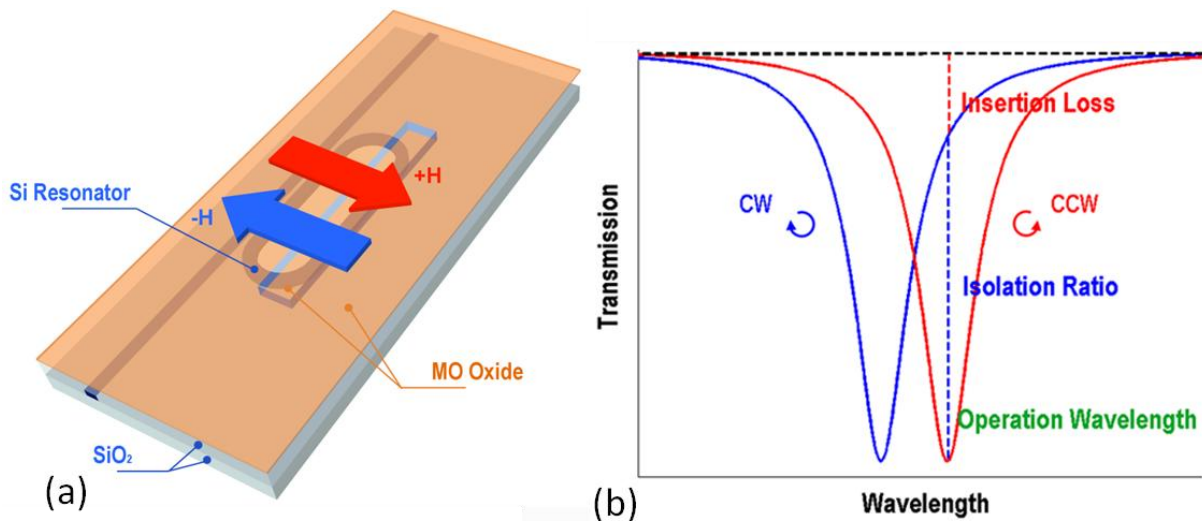 Si Resonator
+H
-H
MO Oxide
SiO₂
(a)
Transmission
Insertion Loss
CW
CCW
Isolation Ratio
Operation Wavelength
Wavelength
(b)